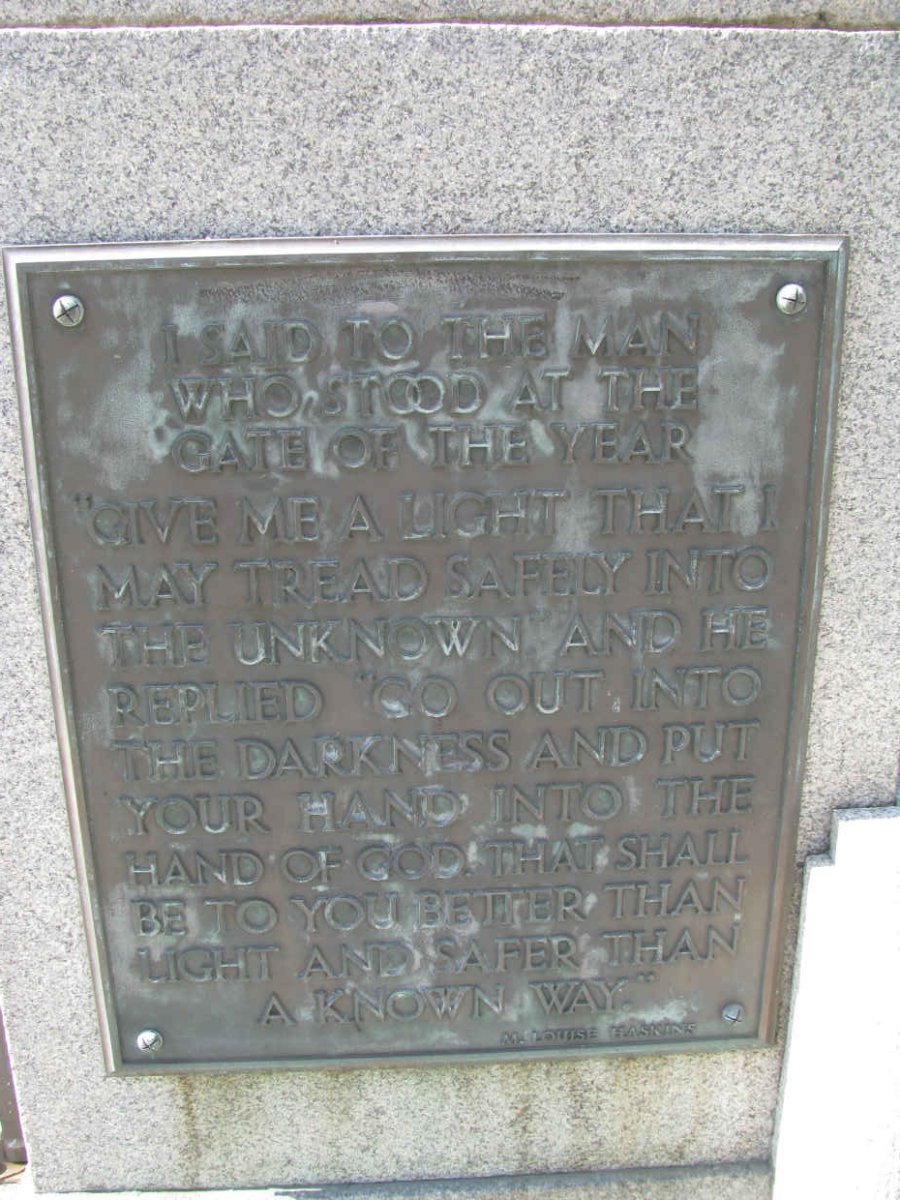 I SAID TO THE MAN
WHO STOOD AT THE
GATE OF THE YEAR
"GIVE ME A LIGHT THAT I
MAY TREAD SAFELY INTO
THE UNKNOWN" AND HE
REPLIED "GO OUT INTO
THE DARKNESS AND PUT
YOUR HAND INTO THE
HAND OF GOD. THAT SHALL
BE TO YOU BETTER THAN
LIGHT AND SAFER THAN
A KNOWN WAY."
M. LOUISE HASKINS